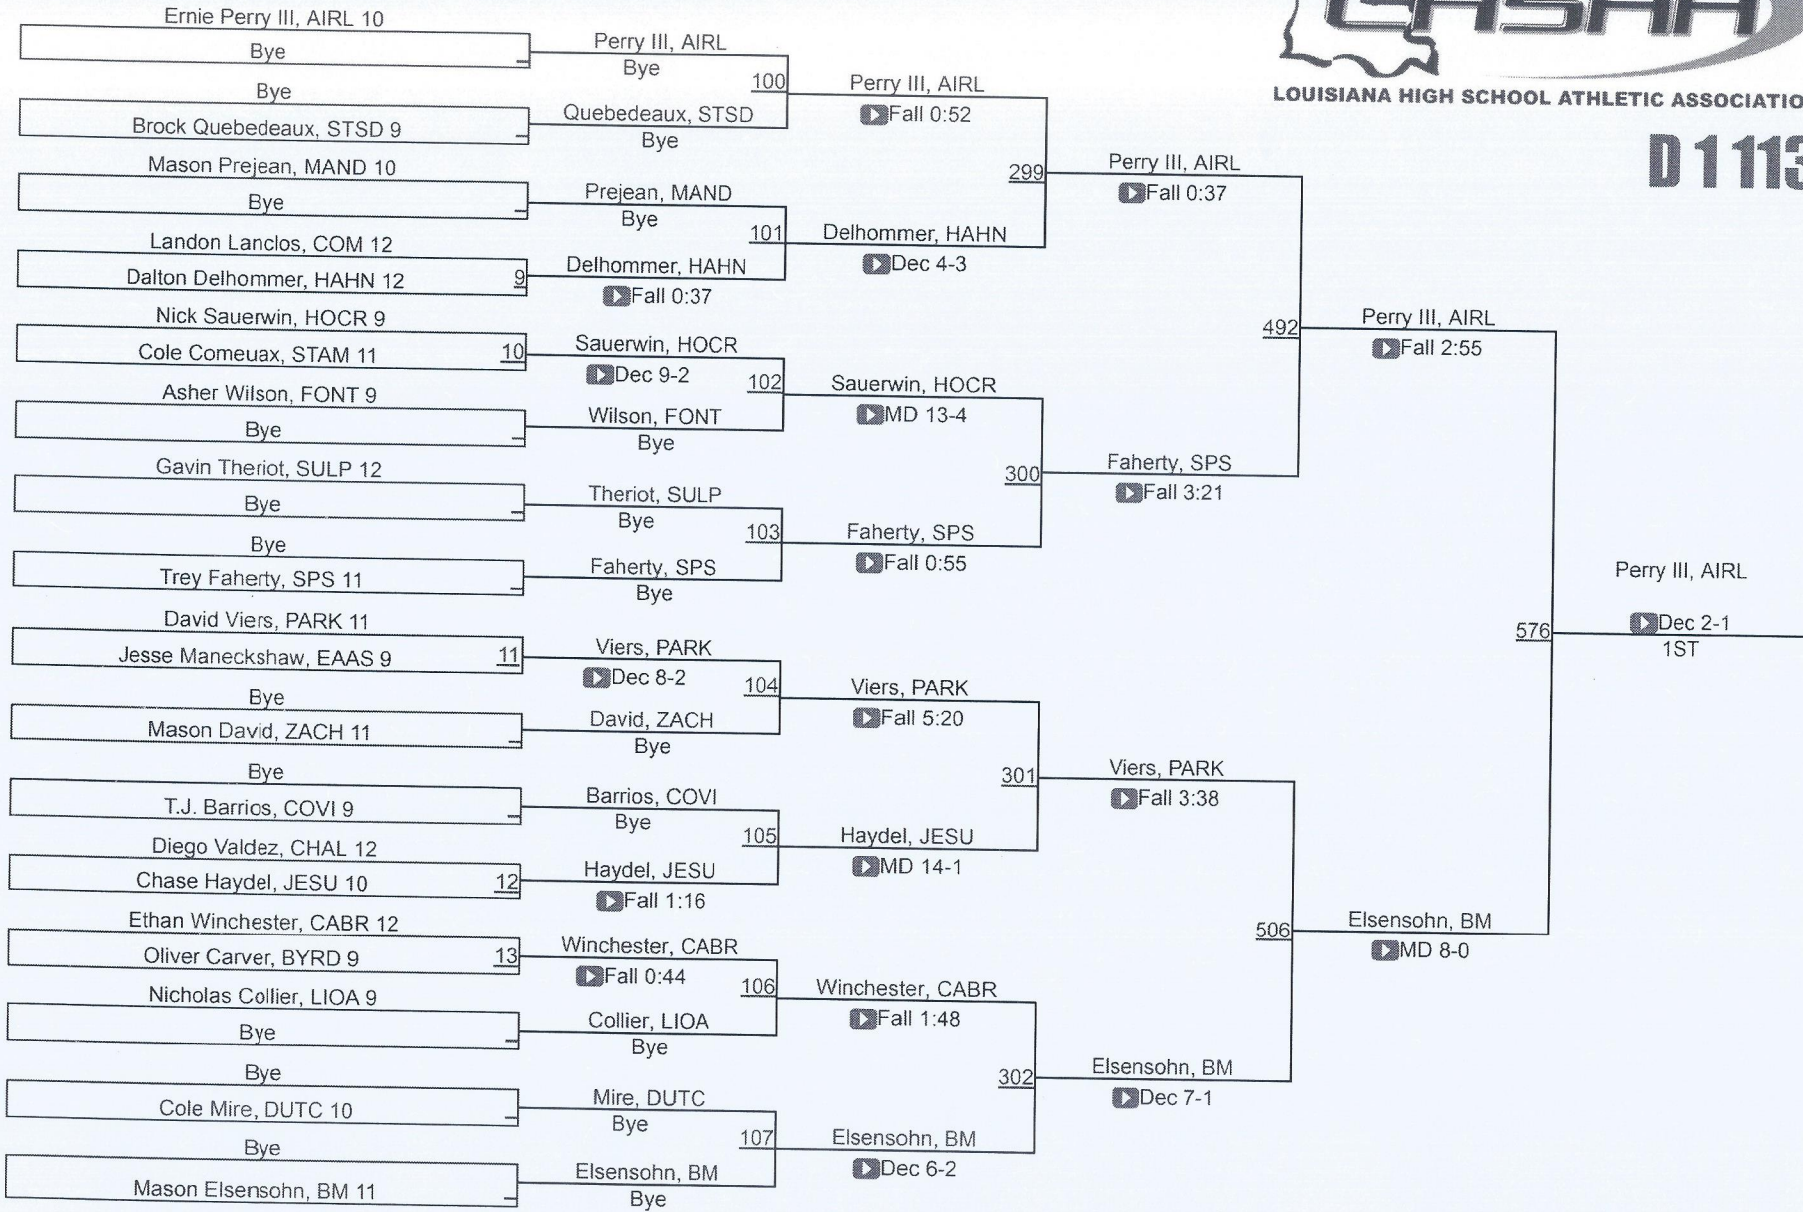 LHSAA
LOUISIANA HIGH SCHOOL ATHLETIC ASSOCIATIO
D 1 113
Ernie Perry III, AIRL 10
Bye
Bye
Brock Quebedeaux, STSD 9
Mason Prejean, MAND 10
Bye
Landon Lanclos, COM 12
Dalton Delhommer, HAHN 12
9
Nick Sauerwin, HOCR 9
Cole Comeuax, STAM 11
10
Asher Wilson, FONT 9
Bye
Gavin Theriot, SULP 12
Bye
Bye
Trey Faherty, SPS 11
David Viers, PARK 11
Jesse Maneckshaw, EAAS 9
11
Bye
Mason David, ZACH 11
Bye
T.J. Barrios, COVI 9
Diego Valdez, CHAL 12
Chase Haydel, JESU 10
12
Ethan Winchester, CABR 12
Oliver Carver, BYRD 9
13
Nicholas Collier, LIOA 9
Bye
Bye
Cole Mire, DUTC 10
Bye
Mason Elsensohn, BM 11
Perry III, AIRL
Bye
100
Quebedeaux, STSD
Bye
Prejean, MAND
Bye
101
Delhommer, HAHN
Fall 0:37
Sauerwin, HOCR
Dec 9-2
102
Wilson, FONT
Bye
Theriot, SULP
Bye
103
Faherty, SPS
Bye
Viers, PARK
Dec 8-2
104
David, ZACH
Bye
Barrios, COVI
Bye
105
Haydel, JESU
Fall 1:16
Winchester, CABR
Fall 0:44
106
Collier, LIOA
Bye
Mire, DUTC
Bye
107
Elsensohn, BM
Bye
Perry III, AIRL
Fall 0:52
299
Delhommer, HAHN
Dec 4-3
Sauerwin, HOCR
MD 13-4
300
Faherty, SPS
Fall 0:55
Viers, PARK
Fall 5:20
301
Haydel, JESU
MD 14-1
Winchester, CABR
Fall 1:48
302
Elsensohn, BM
Dec 6-2
Perry III, AIRL
Fall 0:37
492
Faherty, SPS
Fall 3:21
Viers, PARK
Fall 3:38
506
Elsensohn, BM
Dec 7-1
Perry III, AIRL
Fall 2:55
576
Elsensohn, BM
MD 8-0
Perry III, AIRL
Dec 2-1
1ST